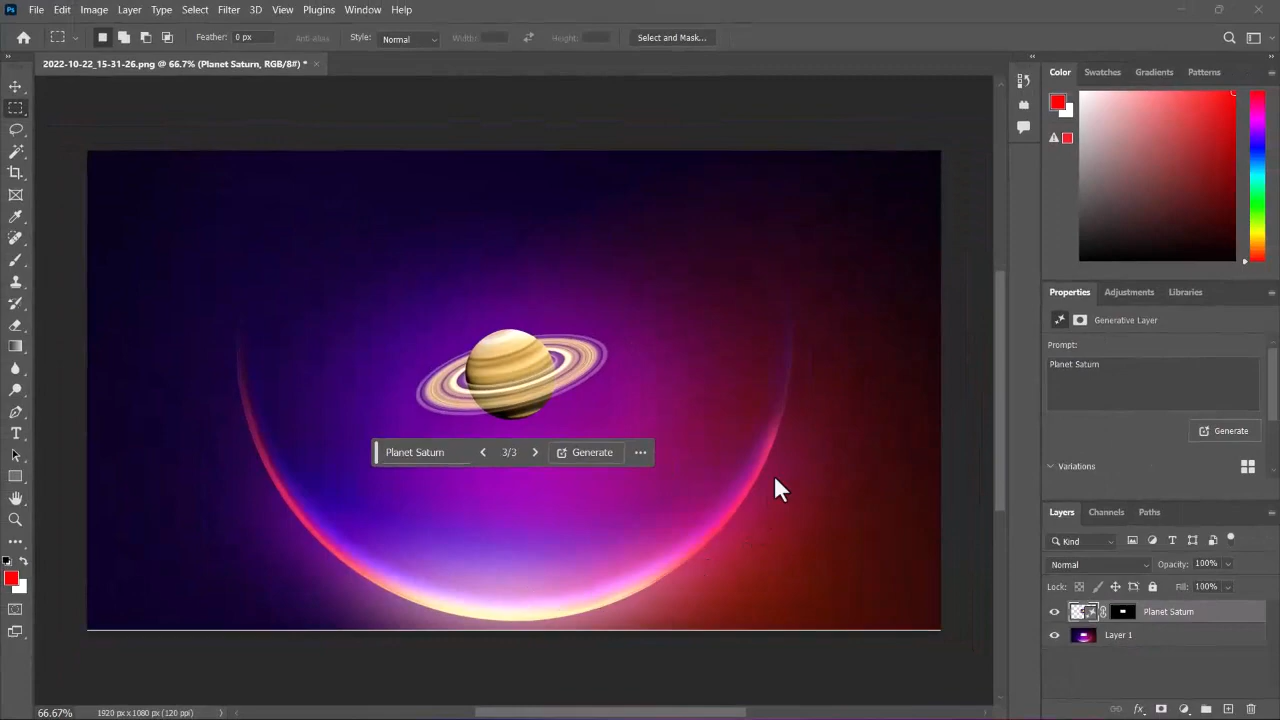 Ps File Edit Image Layer Type Select Filter 3D View Plugins Window Help
Feather: 0 px Anti-alias Style: Normal Width: Height: Select and Mask...
2022-10-22_15-31-26.png @ 66.7% (Planet Saturn, RGB/8#) * ×
Color Swatches Gradients Patterns
Properties Adjustments Libraries
Generative Layer
Prompt:
Planet Saturn
Generate
Variations
Planet Saturn 3/3 Generate ...
Layers Channels Paths
Kind
Normal Opacity: 100%
Lock: Fill: 100%
Planet Saturn
Layer 1
fx
66.67% 1920 px x 1080 px (120 ppi)